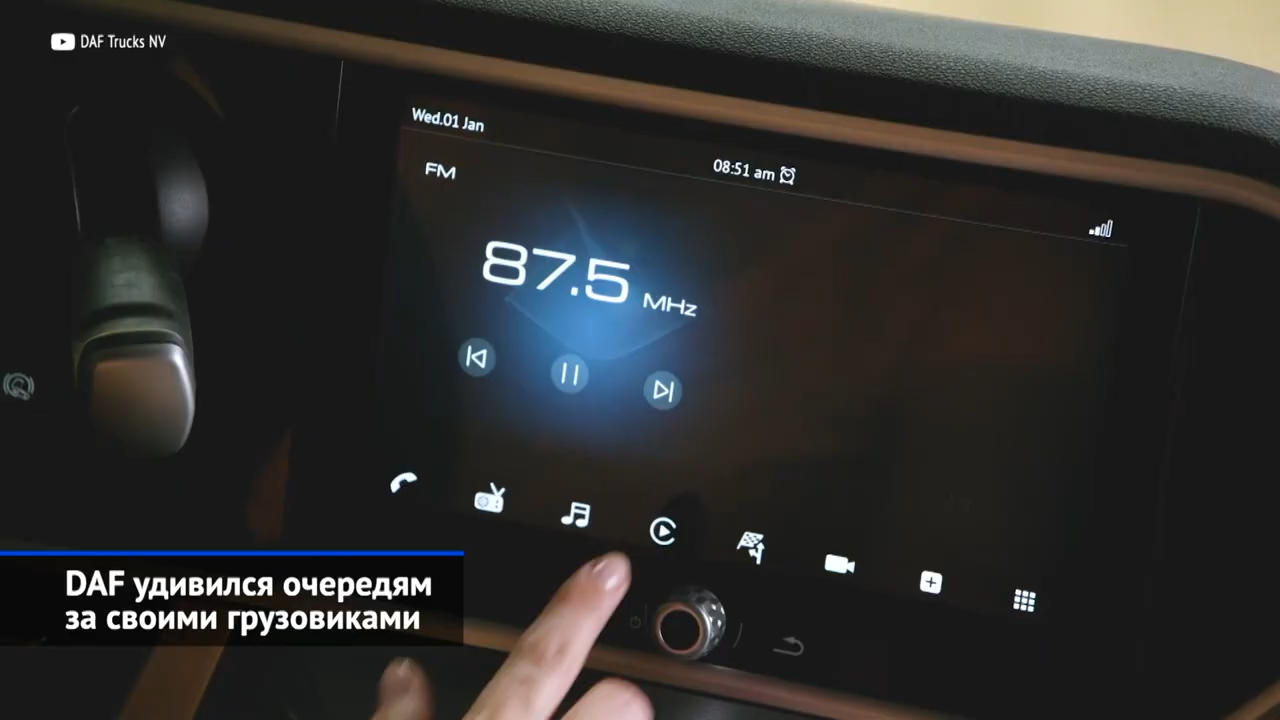 DAF Trucks NV
Wed.01 Jan
08:51 am
FM
87.5 MHz
DAF удивился очередям
за своими грузовиками